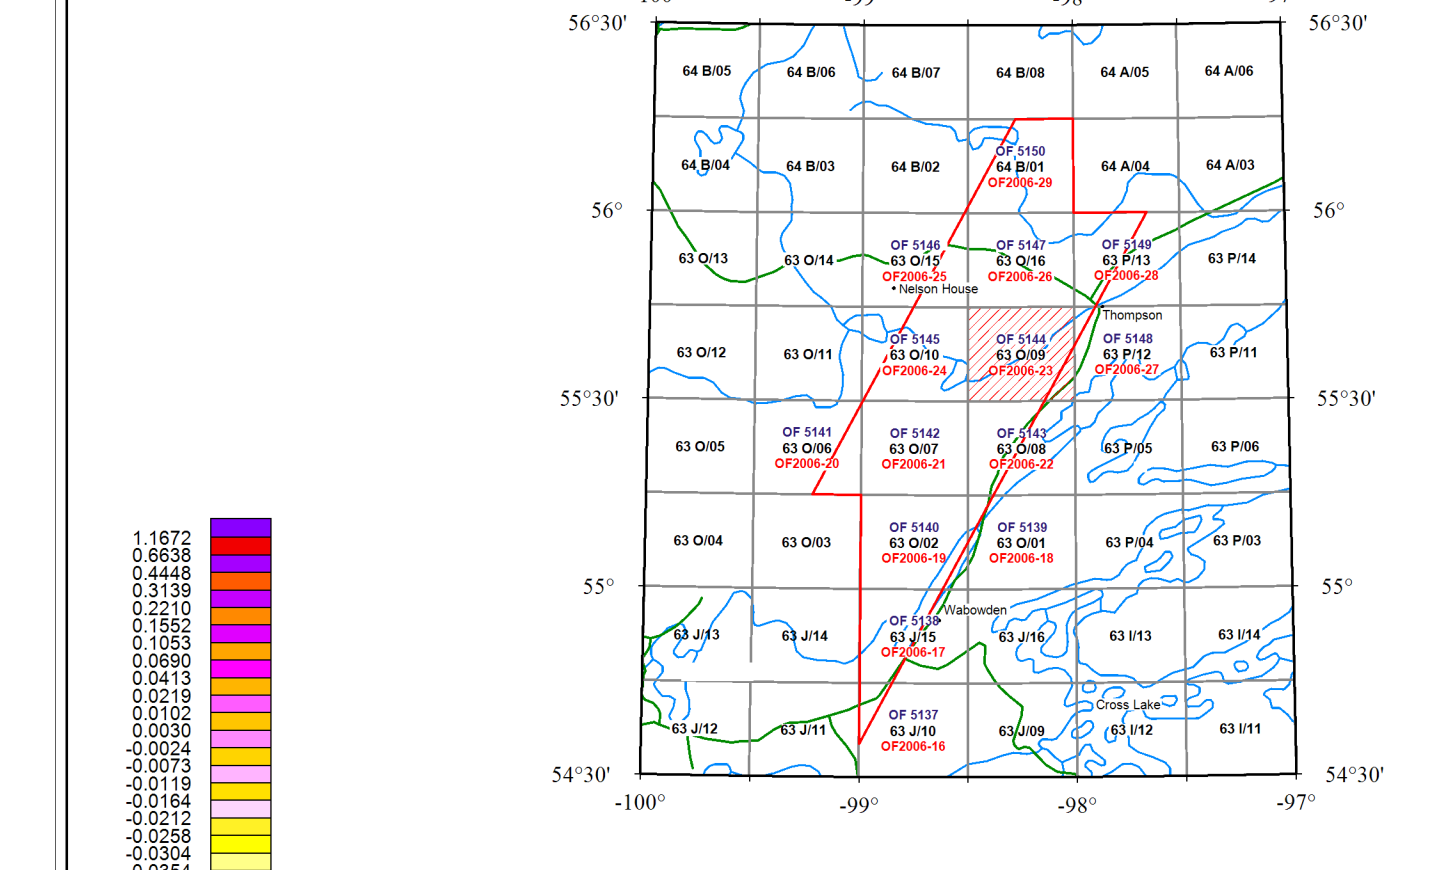 -100° -99° -98° -97°
56°30' 56°30'
64 B/05 64 B/06 64 B/07 64 B/08 64 A/05 64 A/06
OF 5150
64 B/04 64 B/03 64 B/02 64 B/01 64 A/04 64 A/03
OF2006-29
56° 56°
OF 5146 OF 5147 OF 5149
63 O/13 63 O/14 63 O/15 63 O/16 63 P/13 63 P/14
OF2006-25 OF2006-26 OF2006-28
Nelson House
Thompson
OF 5145 OF 5144 OF 5148
63 O/12 63 O/11 63 O/10 63 O/09 63 P/12 63 P/11
OF2006-24 OF2006-23 OF2006-27
55°30' 55°30'
OF 5141 OF 5142 OF 5143
63 O/05 63 O/06 63 O/07 63 O/08 63 P/05 63 P/06
OF2006-20 OF2006-21 OF2006-22
OF 5140 OF 5139
63 O/04 63 O/03 63 O/02 63 O/01 63 P/04 63 P/03
OF2006-19 OF2006-18
55° 55°
Wabowden
OF 5138
63 J/13 63 J/14 63 J/15 63 J/16 63 I/13 63 I/14
OF2006-17
Cross Lake
OF 5137
63 J/12 63 J/11 63 J/10 63 J/09 63 I/12 63 I/11
OF2006-16
54°30' 54°30'
-100° -99° -98° -97°
1.1672
0.6638
0.4448
0.3139
0.2210
0.1552
0.1053
0.0690
0.0413
0.0219
0.0102
0.0030
-0.0024
-0.0073
-0.0119
-0.0164
-0.0212
-0.0258
-0.0304
-0.0354